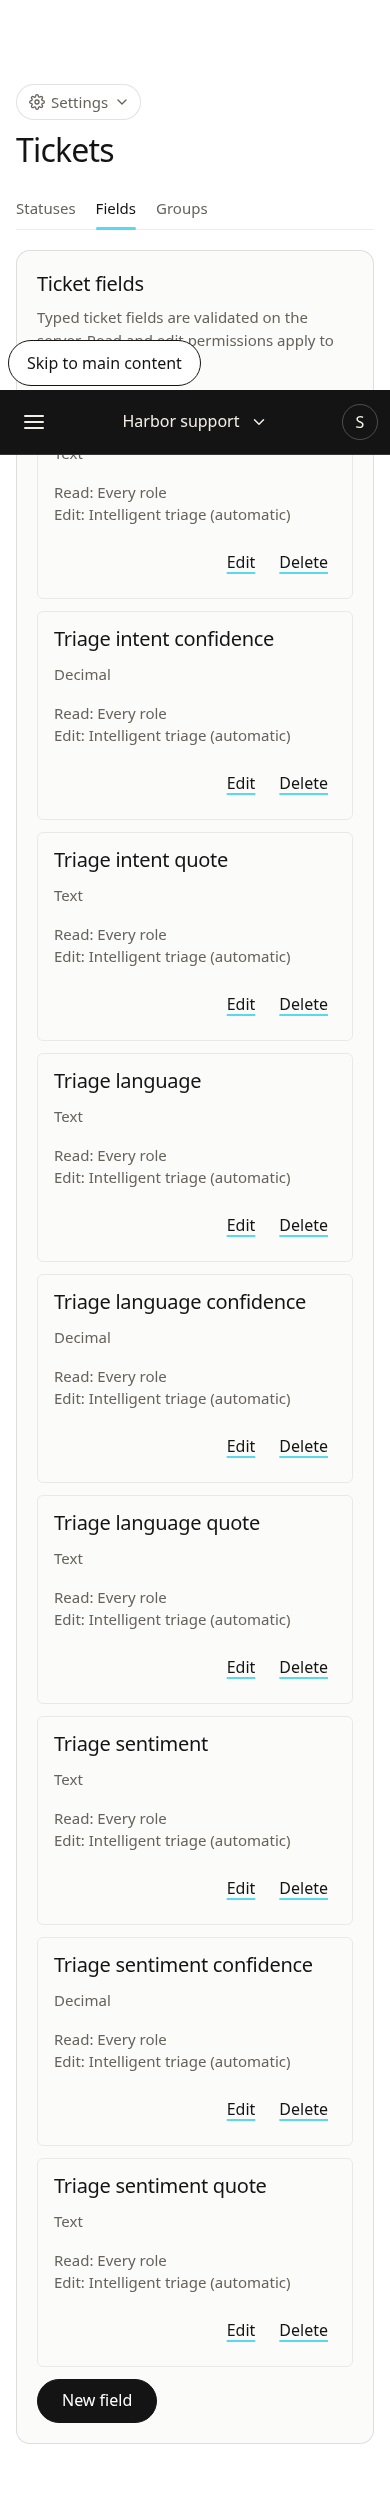 Settings
Tickets
Statuses Fields Groups
Ticket fields
Typed ticket fields are validated on the
server. Read and edit permissions apply to
Skip to main content
Harbor support
S
Text
Read: Every role
Edit: Intelligent triage (automatic)
Edit Delete
Triage intent confidence
Decimal
Read: Every role
Edit: Intelligent triage (automatic)
Edit Delete
Triage intent quote
Text
Read: Every role
Edit: Intelligent triage (automatic)
Edit Delete
Triage language
Text
Read: Every role
Edit: Intelligent triage (automatic)
Edit Delete
Triage language confidence
Decimal
Read: Every role
Edit: Intelligent triage (automatic)
Edit Delete
Triage language quote
Text
Read: Every role
Edit: Intelligent triage (automatic)
Edit Delete
Triage sentiment
Text
Read: Every role
Edit: Intelligent triage (automatic)
Edit Delete
Triage sentiment confidence
Decimal
Read: Every role
Edit: Intelligent triage (automatic)
Edit Delete
Triage sentiment quote
Text
Read: Every role
Edit: Intelligent triage (automatic)
Edit Delete
New field